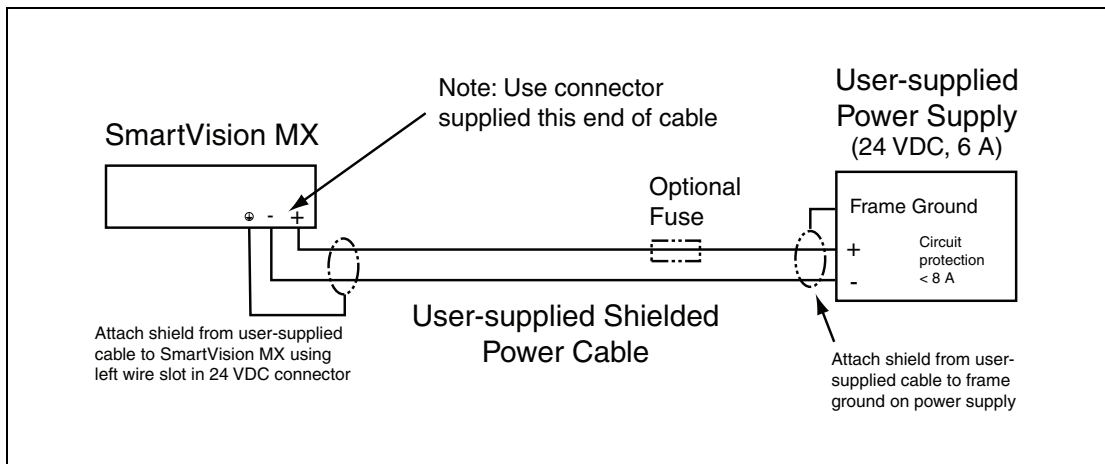 Note: Use connector
supplied this end of cable
User-supplied
Power Supply
(24 VDC, 6 A)
SmartVision MX
- +
Optional
Fuse
Frame Ground
+
-
Circuit
protection
< 8 A
User-supplied Shielded
Power Cable
Attach shield from user-supplied
cable to SmartVision MX using
left wire slot in 24 VDC connector
Attach shield from user-
supplied cable to frame
ground on power supply